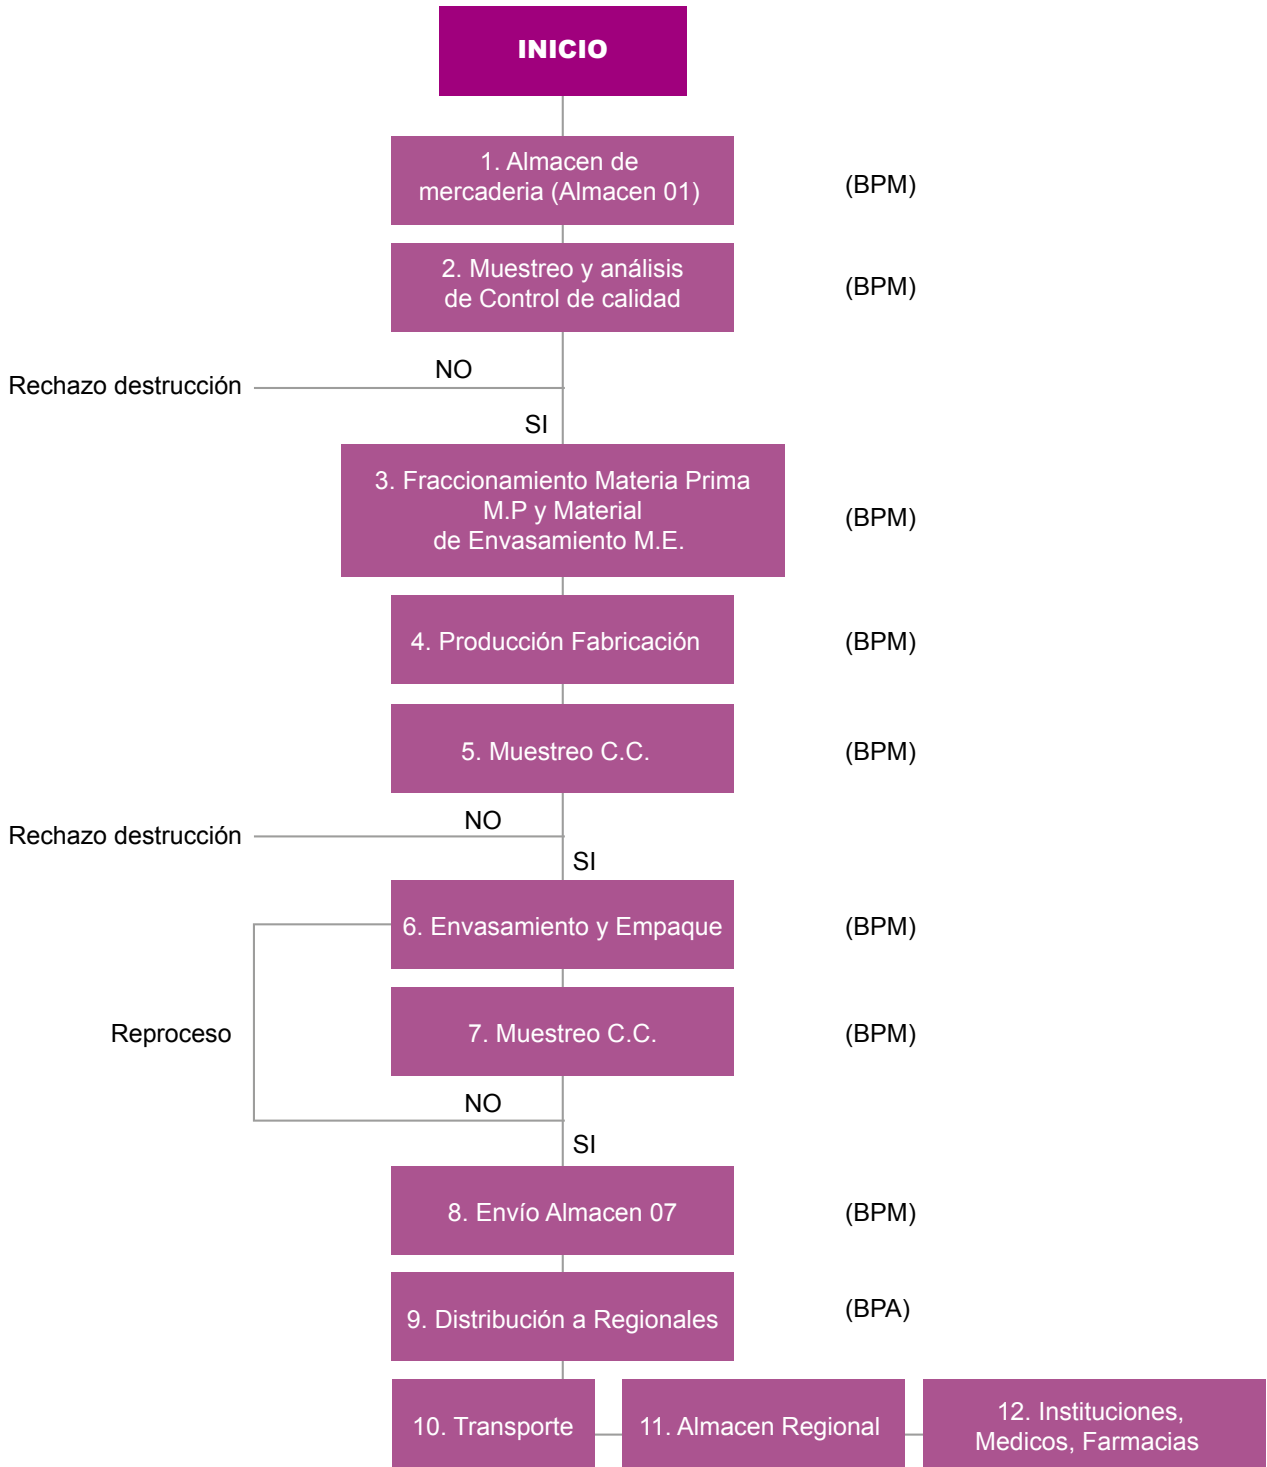 INICIO
1. Almacen de
mercaderia (Almacen 01)
(BPM)
2. Muestreo y análisis
de Control de calidad
(BPM)
NO
Rechazo destrucción
SI
3. Fraccionamiento Materia Prima
M.P y Material
de Envasamiento M.E.
(BPM)
4. Producción Fabricación
(BPM)
5. Muestreo C.C.
(BPM)
NO
Rechazo destrucción
SI
6. Envasamiento y Empaque
(BPM)
Reproceso
7. Muestreo C.C.
(BPM)
NO
SI
8. Envío Almacen 07
(BPM)
9. Distribución a Regionales
(BPA)
10. Transporte
11. Almacen Regional
12. Instituciones,
Medicos, Farmacias